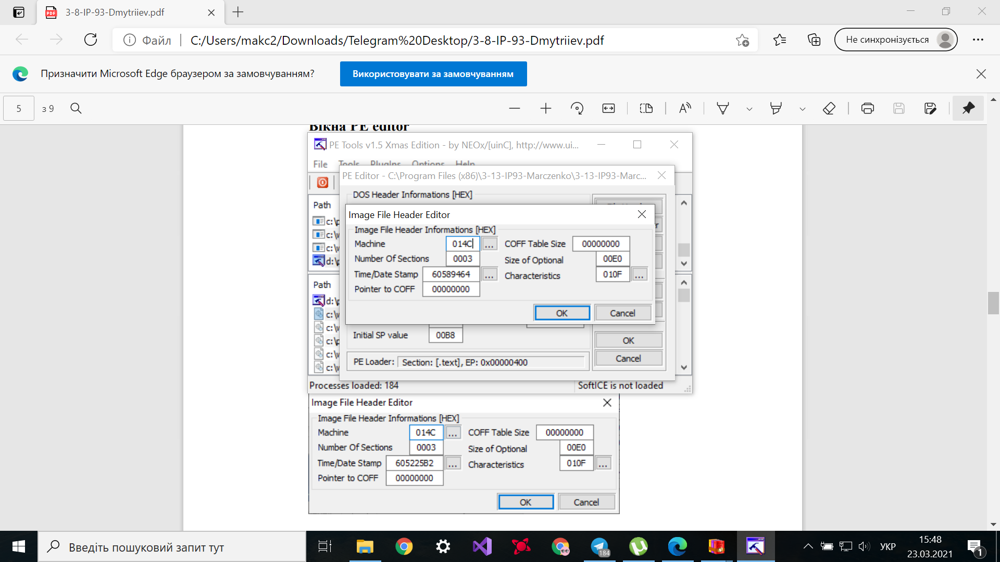 3-8-IP-93-Dmytriiev.pdf
Файл
C:/Users/makc2/Downloads/Telegram%20Desktop/3-8-IP-93-Dmytriiev.pdf
Не синхронізується
Призначити Microsoft Edge браузером за замовчуванням?
Використовувати за замовчуванням
5 з 9
Вікна PE editor
PE Tools v1.5 Xmas Edition - by NEOx/[uinC], http://www.ui...
File Tools PlugIns Options Help
PE Editor - C:\Program Files (x86)\3-13-IP93-Marczenko\3-13-IP93-Marc...
DOS Header Informations [HEX]
Path
c:\p
c:\w
c:\w
d:\p
Image File Header Editor
Image File Header Informations [HEX]
Machine 014C ... COFF Table Size 00000000
Number Of Sections 0003 Size of Optional 00E0
Time/Date Stamp 60589464 ... Characteristics 010F ...
Pointer to COFF 00000000
OK Cancel
Path
d:\p
c:\w
c:\w
c:\p
c:\w
c:\w
Initial SP value 00B8
OK
Cancel
PE Loader: Section: [.text], EP: 0x00000400
Processes loaded: 184 SoftICE is not loaded
Image File Header Editor
Image File Header Informations [HEX]
Machine 014C ... COFF Table Size 00000000
Number Of Sections 0003 Size of Optional 00E0
Time/Date Stamp 605225B2 ... Characteristics 010F ...
Pointer to COFF 00000000
OK Cancel
Введіть пошуковий запит тут
184
УКР
15:48
23.03.2021
1